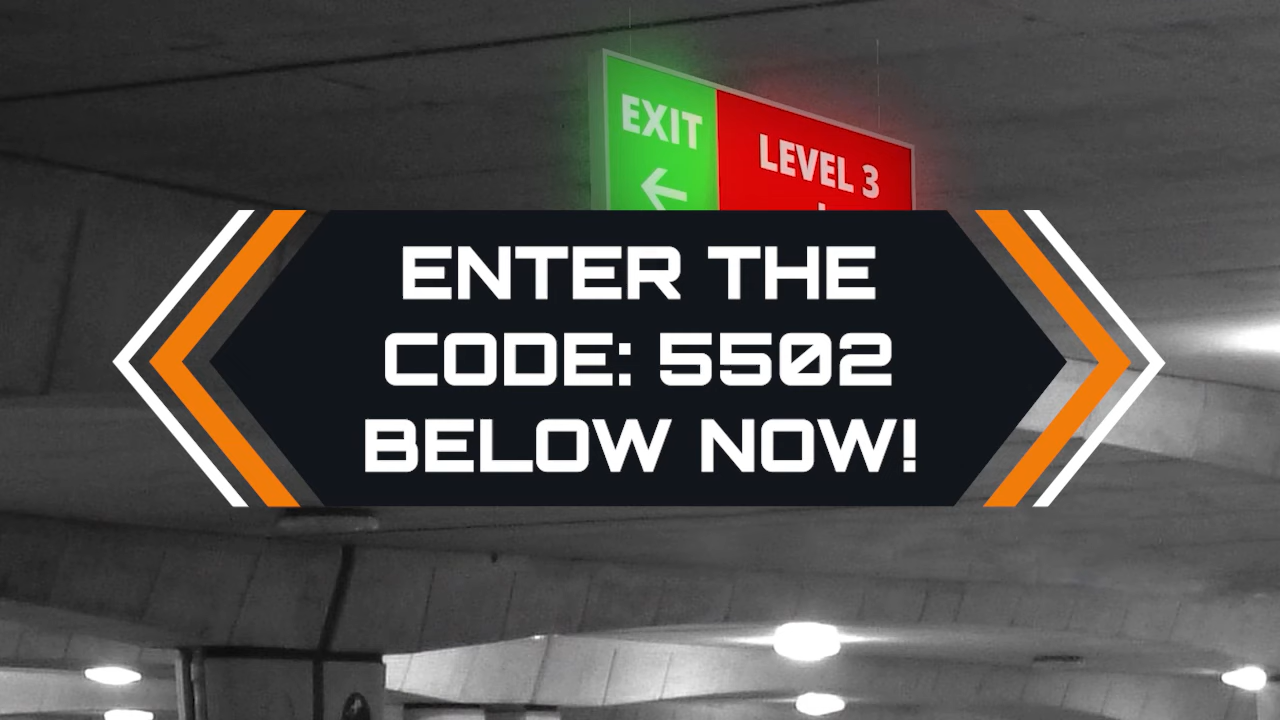 EXIT
←
LEVEL 3
ENTER THE
CODE: 5502
BELOW NOW!